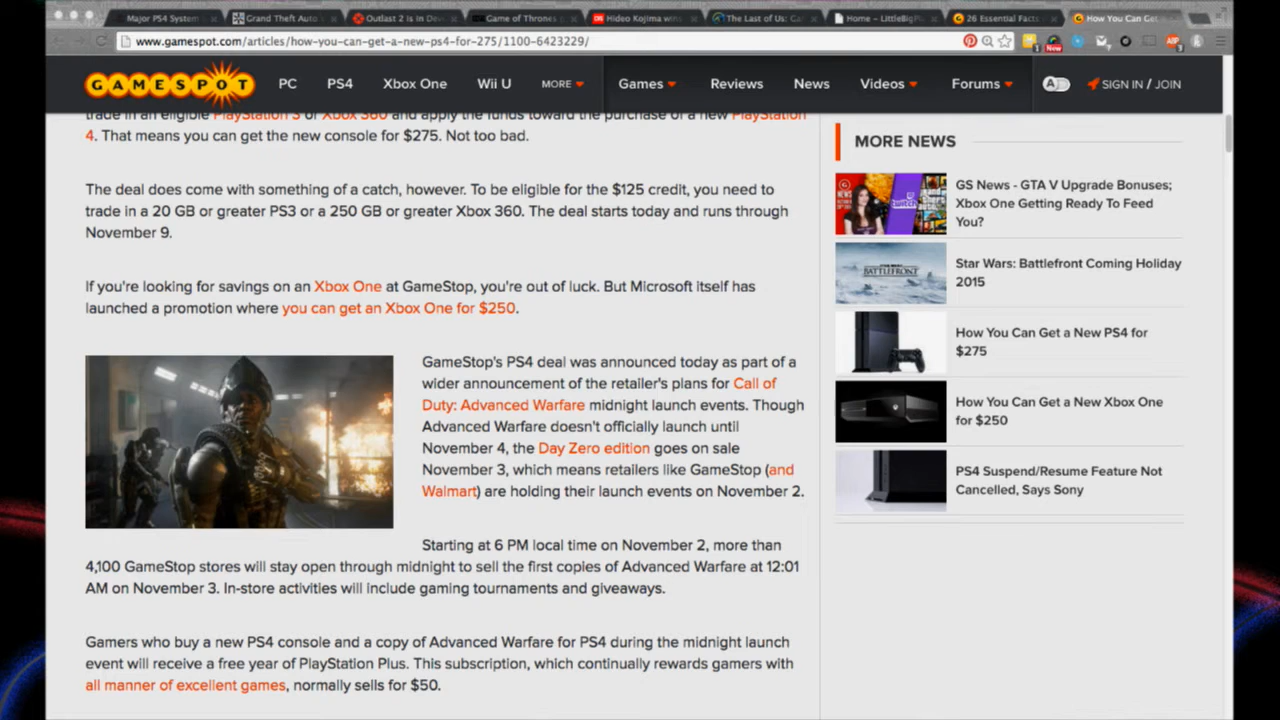 Major PS4 System
Grand Theft Auto
Outlast 2 Is in Dev
Game of Thrones
Hideo Kojima wins
The Last of Us: Ga
Home – LittleBigPl
26 Essential Facts
How You Can Get
www.gamespot.com/articles/how-you-can-get-a-new-ps4-for-275/1100-6423229/
New
ABP
GAMESPOT
PC
PS4
Xbox One
Wii U
MORE
Games
Reviews
News
Videos
Forums
A
SIGN IN / JOIN
trade in an eligible PlayStation 3 or Xbox 360 and apply the funds toward the purchase of a new PlayStation
4. That means you can get the new console for $275. Not too bad.
The deal does come with something of a catch, however. To be eligible for the $125 credit, you need to
trade in a 20 GB or greater PS3 or a 250 GB or greater Xbox 360. The deal starts today and runs through
November 9.
If you're looking for savings on an Xbox One at GameStop, you're out of luck. But Microsoft itself has
launched a promotion where you can get an Xbox One for $250.
GameStop's PS4 deal was announced today as part of a
wider announcement of the retailer's plans for Call of
Duty: Advanced Warfare midnight launch events. Though
Advanced Warfare doesn't officially launch until
November 4, the Day Zero edition goes on sale
November 3, which means retailers like GameStop (and
Walmart) are holding their launch events on November 2.
Starting at 6 PM local time on November 2, more than
4,100 GameStop stores will stay open through midnight to sell the first copies of Advanced Warfare at 12:01
AM on November 3. In-store activities will include gaming tournaments and giveaways.
Gamers who buy a new PS4 console and a copy of Advanced Warfare for PS4 during the midnight launch
event will receive a free year of PlayStation Plus. This subscription, which continually rewards gamers with
all manner of excellent games, normally sells for $50.
MORE NEWS
twitch
GS News - GTA V Upgrade Bonuses;
Xbox One Getting Ready To Feed
You?
BATTLEFRONT
Star Wars: Battlefront Coming Holiday
2015
How You Can Get a New PS4 for
$275
How You Can Get a New Xbox One
for $250
PS4 Suspend/Resume Feature Not
Cancelled, Says Sony